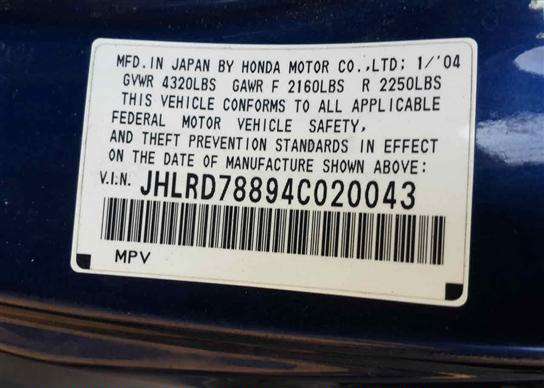 MFD. IN JAPAN BY HONDA MOTOR CO.,LTD: 1/'04
GVWR 4320LBS GAWR F 2160LBS R 2250LBS
THIS VEHICLE CONFORMS TO ALL APPLICABLE
FEDERAL MOTOR VEHICLE SAFETY,
AND THEFT PREVENTION STANDARDS IN EFFECT
ON THE DATE OF MANUFACTURE SHOWN ABOVE:
V.I.N. JHLRD78894C020043
MPV